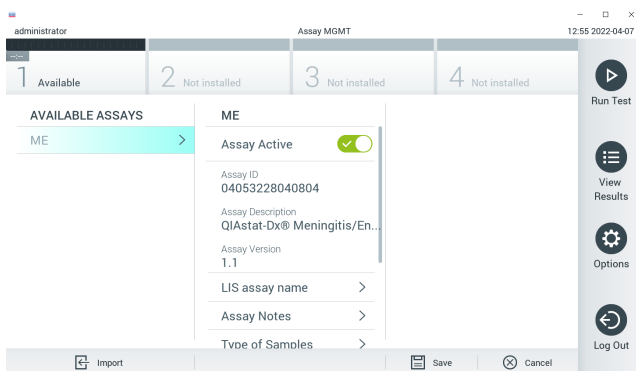 administrator
Assay MGMT
12:55 2022-04-07
--:--
1 Available
2 Not installed
3 Not installed
4 Not installed
Run Test
View
Results
Options
Log Out
AVAILABLE ASSAYS
ME
ME
Assay Active
Assay ID
04053228040804
Assay Description
QIAstat-Dx® Meningitis/En...
Assay Version
1.1
LIS assay name
Assay Notes
Type of Samples
Import
Save
Cancel